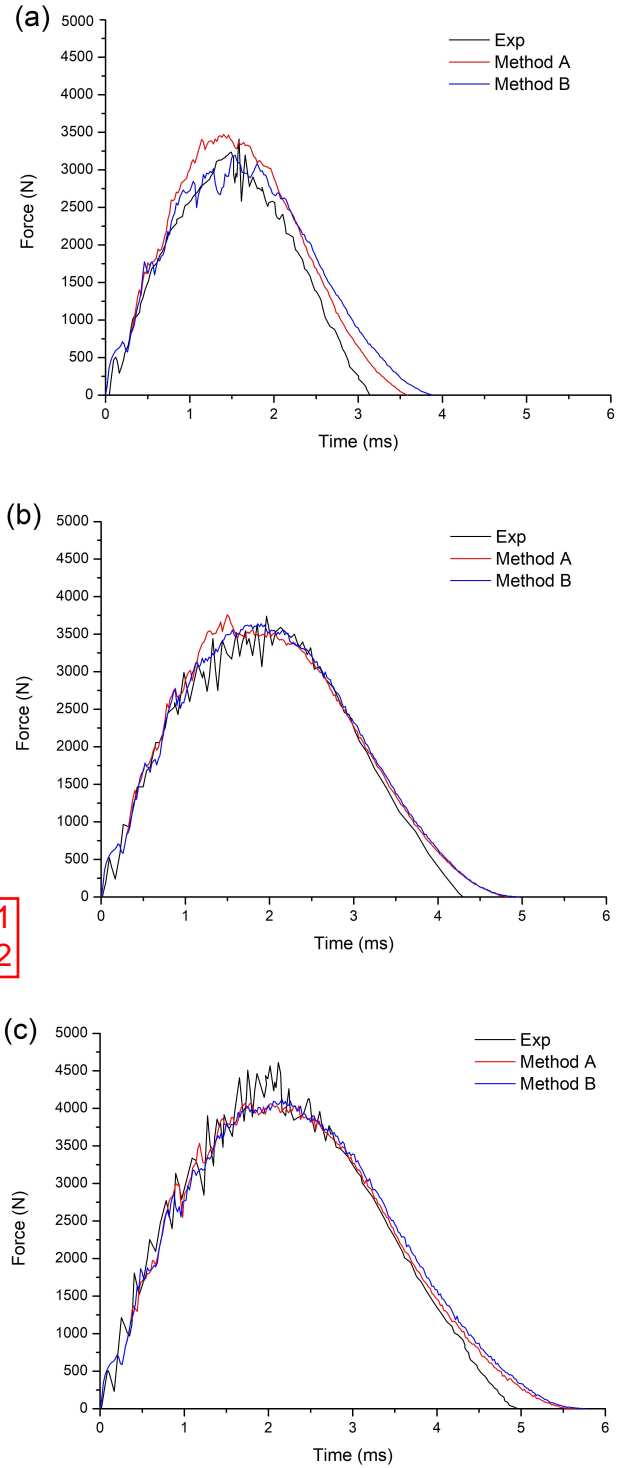 (a)
5000
4500
4000
3500
3000
2500
2000
1500
1000
500
0
Force (N)
Exp
Method A
Method B
0 1 2 3 4 5 6
Time (ms)
(b)
5000
4500
4000
3500
3000
2500
2000
1500
1000
500
0
Force (N)
Exp
Method A
Method B
0 1 2 3 4 5 6
Time (ms)
1
2
(c)
5000
4500
4000
3500
3000
2500
2000
1500
1000
500
0
Force (N)
Exp
Method A
Method B
0 1 2 3 4 5 6
Time (ms)